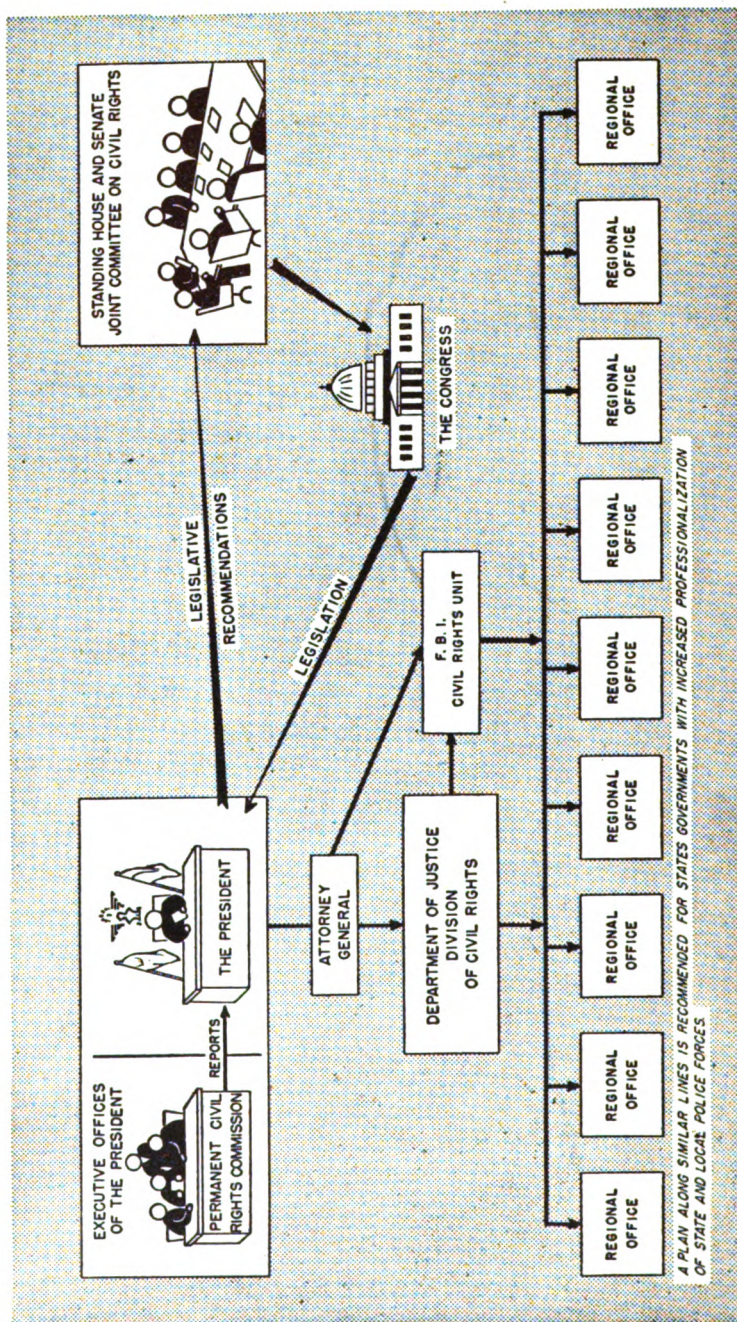 EXECUTIVE OFFICES
OF THE PRESIDENT
PERMANENT CIVIL
RIGHTS COMMISSION
REPORTS
THE PRESIDENT
LEGISLATIVE
RECOMMENDATIONS
STANDING HOUSE AND SENATE
JOINT COMMITTEE ON CIVIL RIGHTS
THE CONGRESS
LEGISLATION
ATTORNEY
GENERAL
DEPARTMENT OF JUSTICE
DIVISION
OF CIVIL RIGHTS
F. B. I.
CIVIL RIGHTS UNIT
REGIONAL
OFFICE
REGIONAL
OFFICE
REGIONAL
OFFICE
REGIONAL
OFFICE
REGIONAL
OFFICE
REGIONAL
OFFICE
REGIONAL
OFFICE
REGIONAL
OFFICE
REGIONAL
OFFICE
A PLAN ALONG SIMILAR LINES IS RECOMMENDED FOR STATES GOVERNMENTS WITH INCREASED PROFESSIONALIZATION
OF STATE AND LOCAL POLICE FORCES.